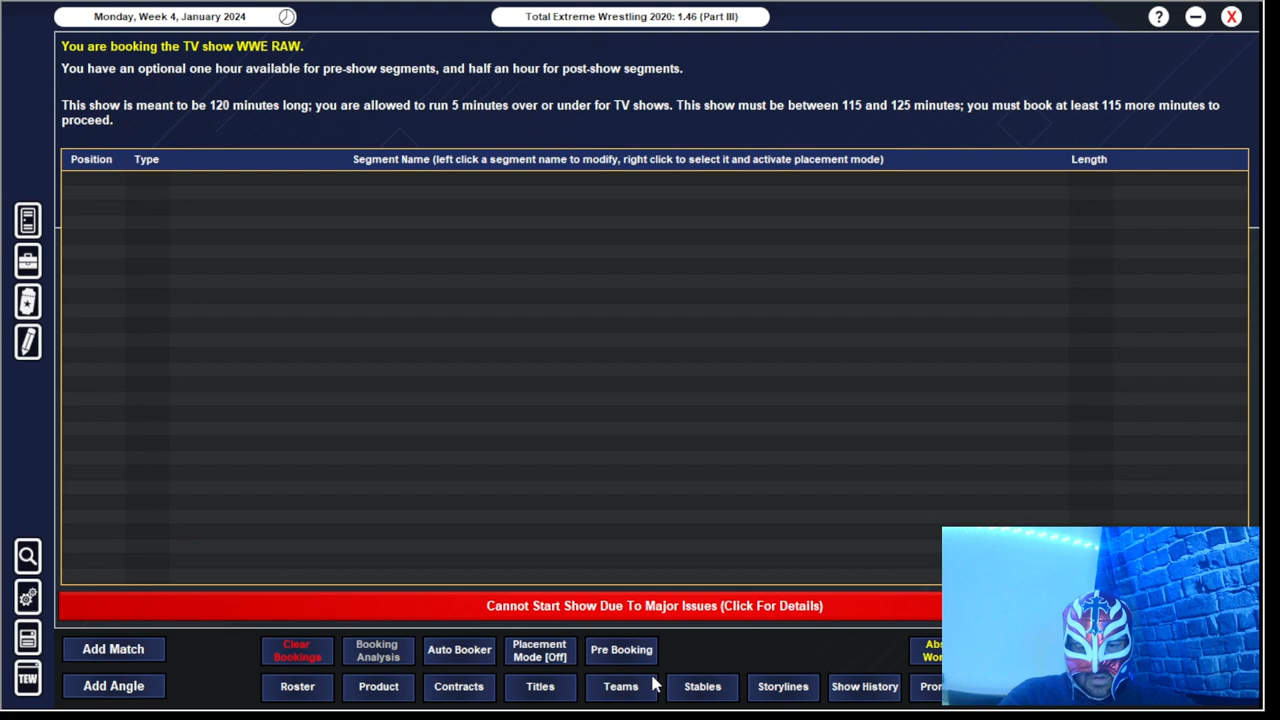 Monday, Week 4, January 2024
Total Extreme Wrestling 2020: 1.46 (Part III)
?
X
You are booking the TV show WWE RAW.
You have an optional one hour available for pre-show segments, and half an hour for post-show segments.
This show is meant to be 120 minutes long; you are allowed to run 5 minutes over or under for TV shows. This show must be between 115 and 125 minutes; you must book at least 115 more minutes to
proceed.
Position Type Segment Name (left click a segment name to modify, right click to select it and activate placement mode) Length
Cannot Start Show Due To Major Issues (Click For Details)
Add Match
Clear
Bookings
Booking
Analysis
Auto Booker
Placement
Mode [Off]
Pre Booking
Add Angle
Roster
Product
Contracts
Titles
Teams
Stables
Storylines
Show History
TEW